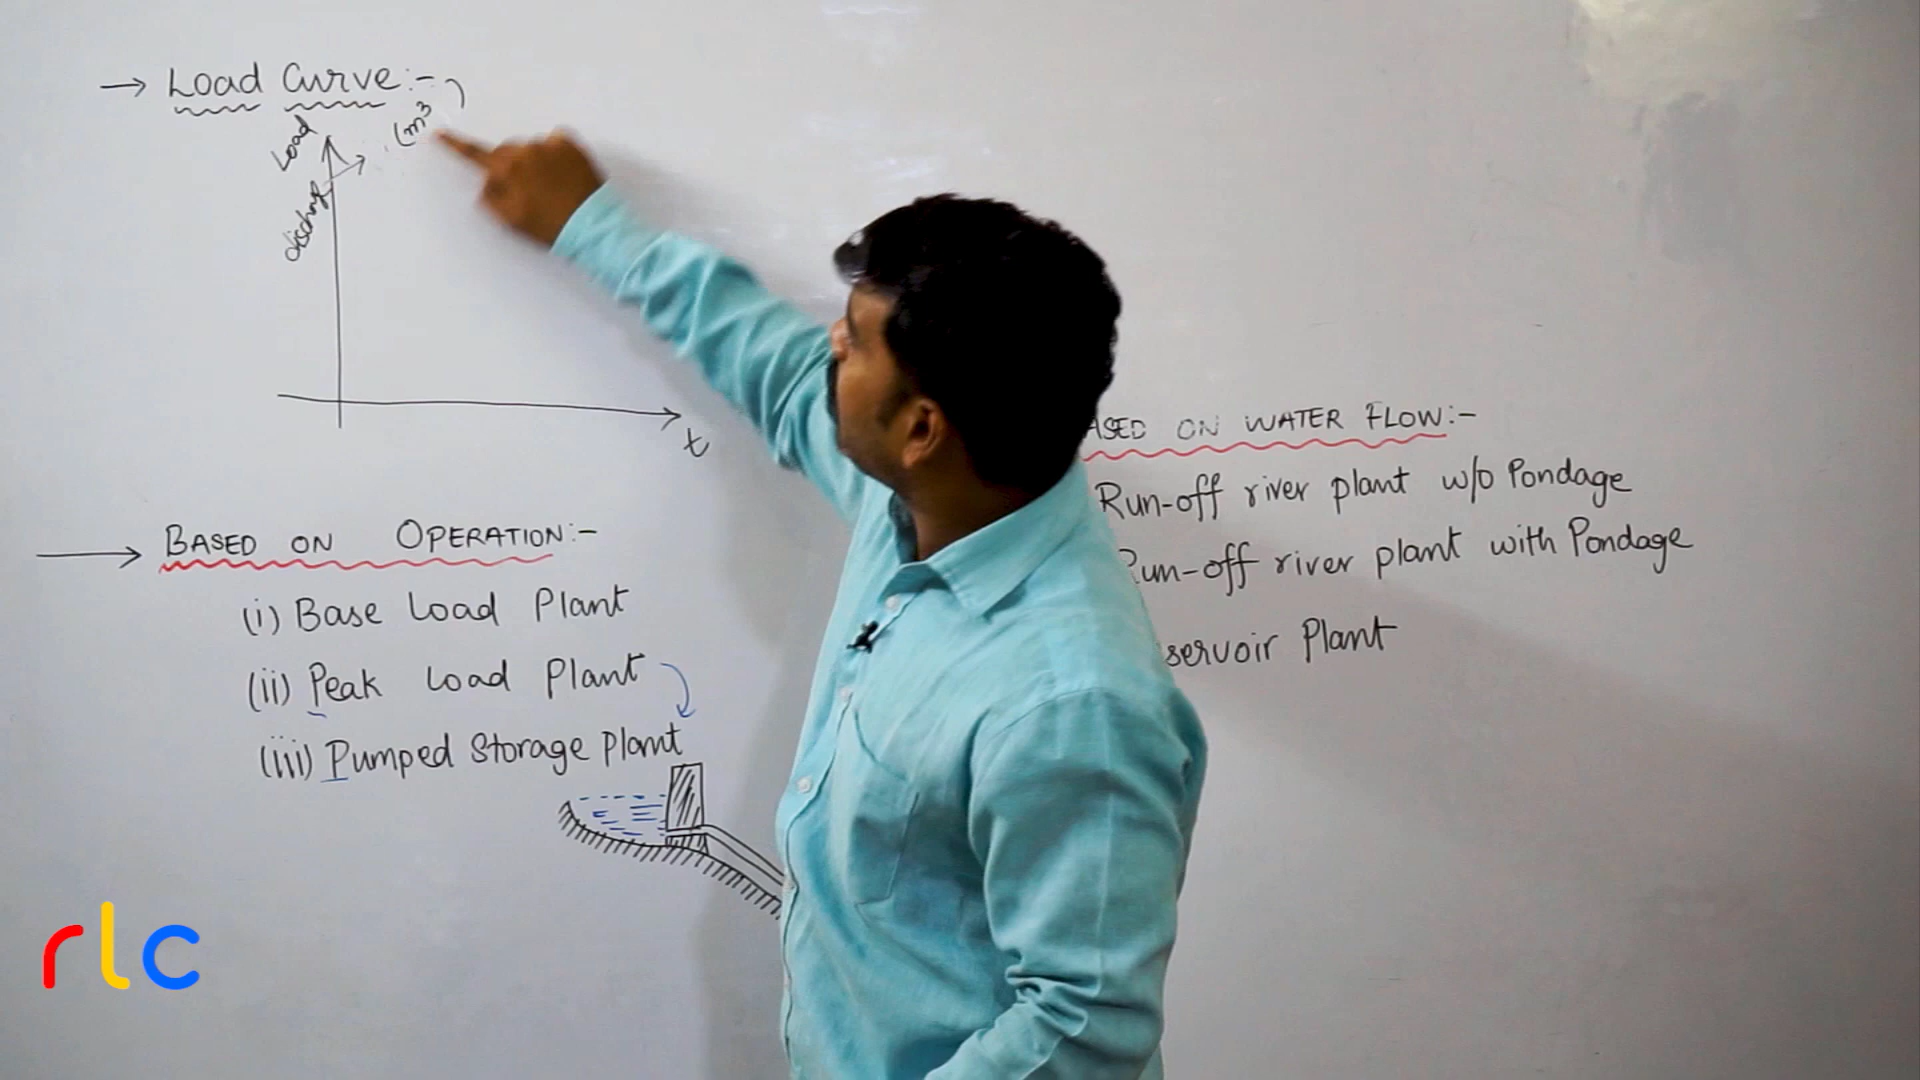 → Load Curve:-
Load
(m³ )
discharge
t
→ BASED ON OPERATION:-
(i) Base Load Plant
(ii) Peak Load Plant
(iii) Pumped Storage Plant
ASED ON WATER FLOW:-
Run-off river plant w/o Pondage
Run-off river plant with Pondage
servoir Plant
rlc